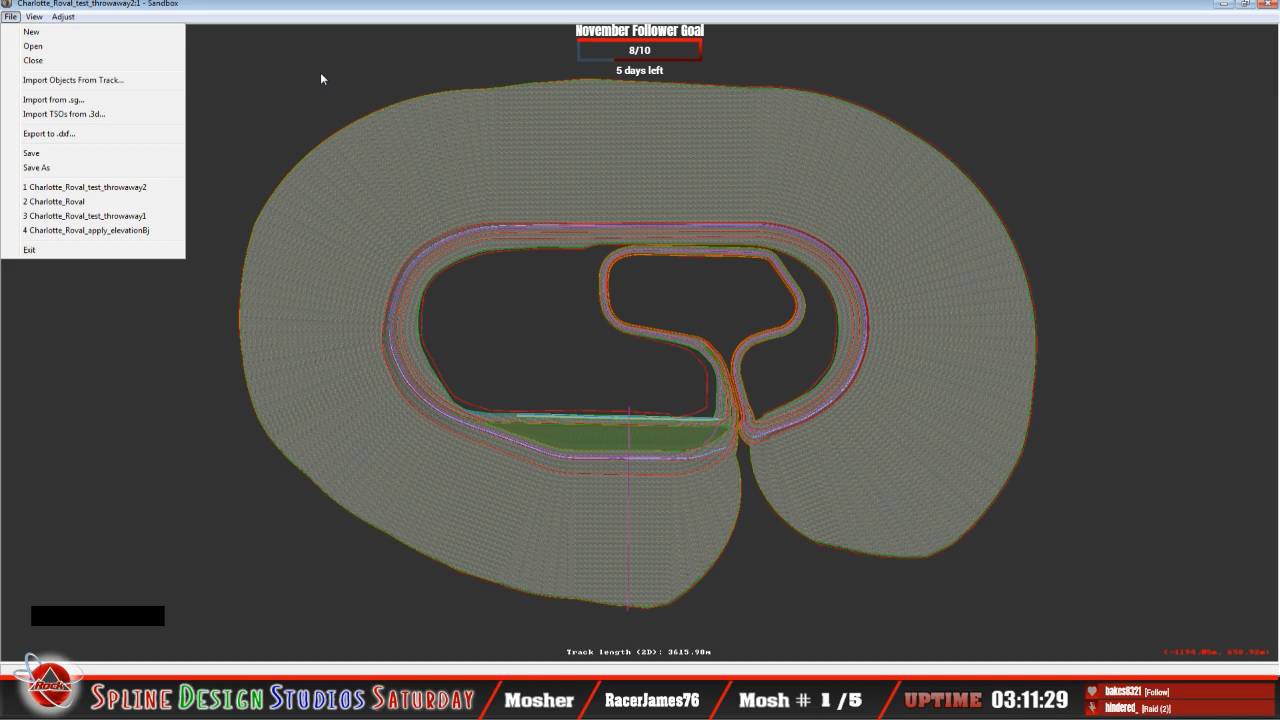 Charlotte_Roval_test_throwaway2:1 - Sandbox
File View Adjust
New
Open
Close
Import Objects From Track...
Import from .sg...
Import TSOs from .3d...
Export to .dxf...
Save
Save As
1 Charlotte_Roval_test_throwaway2
2 Charlotte_Roval
3 Charlotte_Roval_test_throwaway1
4 Charlotte_Roval_apply_elevationBj
Exit
November Follower Goal
8/10
5 days left
Track length (2D): 3615.98m
SPLINE DESIGN STUDIOS SATURDAY
Mosher
RacerJames76
Mosh # 1 / 5
UPTIME 03:11:29
bakes8321 [Follow]
hindered_ [Raid (2)]